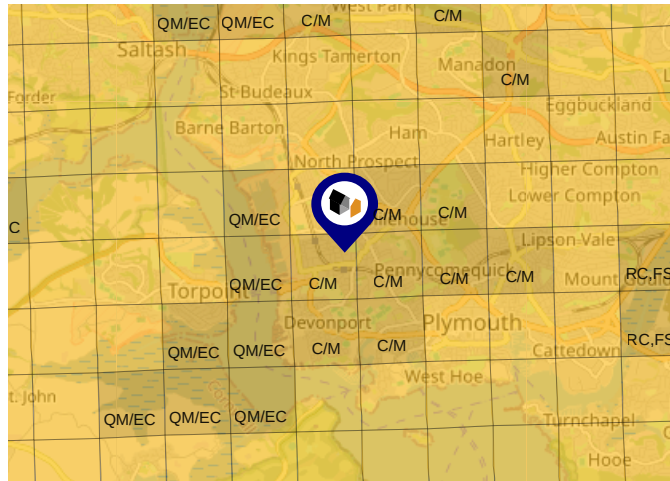 West Park
QM/EC QM/EC C/M C/M
Saltash
Kings Tamerton
Manadon
C/M
Forder
St-Budeaux
Eggbuckland
Barne Barton
Ham
Hartley
Austin Fa
North Prospect
Higher Compton
Lower Compton
QM/EC C/M C/M
C
Lipson Vale
Pennycomequick
QM/EC C/M C/M C/M C/M
Mount Gould
RC,FS
Torpoint
Devonport
Plymouth
QM/EC QM/EC C/M C/M
RC,FS
Cattedown
West Hoe
t. John
QM/EC QM/EC QM/EC
Turnchapel
Hooe